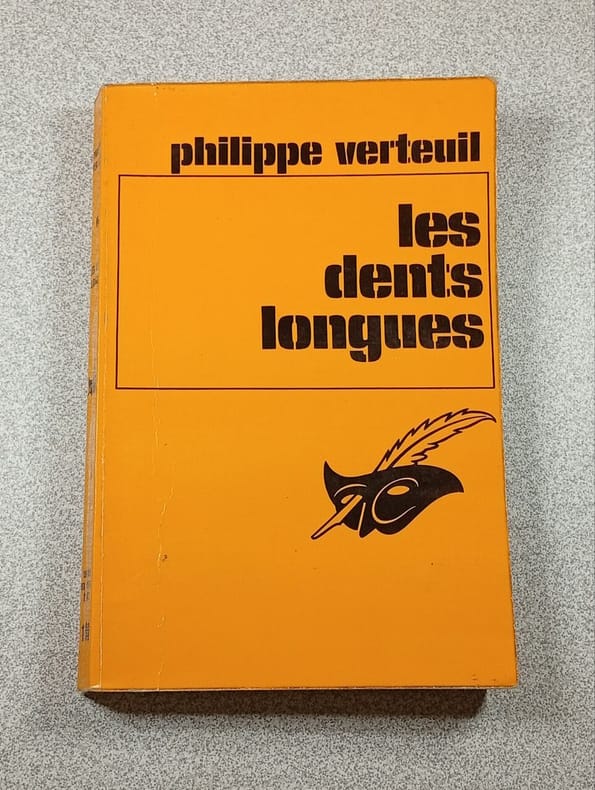 philippe verteuil
les
dents
longues